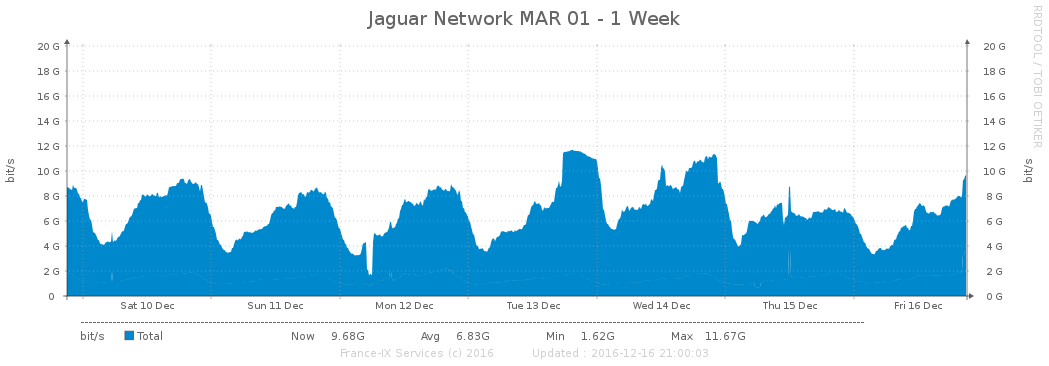 Jaguar Network MAR 01 - 1 Week
RRDTOOL / TOBI OETIKER
bit/s
bit/s
20 G 20 G
18 G 18 G
16 G 16 G
14 G 14 G
12 G 12 G
10 G 10 G
8 G 8 G
6 G 6 G
4 G 4 G
2 G 2 G
0 0 G
Sat 10 Dec Sun 11 Dec Mon 12 Dec Tue 13 Dec Wed 14 Dec Thu 15 Dec Fri 16 Dec
bit/s Total Now 9.68G Avg 6.83G Min 1.62G Max 11.67G
France-IX Services (c) 2016 Updated : 2016-12-16 21:00:03